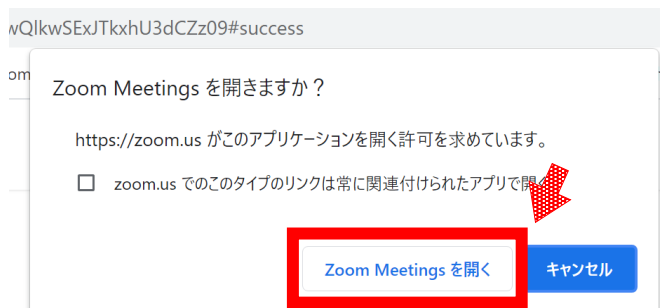 wQlkwSExJTkxhU3dCZz09#success
om
Zoom Meetings を開きますか？
https://zoom.us がこのアプリケーションを開く許可を求めています。
zoom.us でのこのタイプのリンクは常に関連付けられたアプリで開く
Zoom Meetings を開く
キャンセル